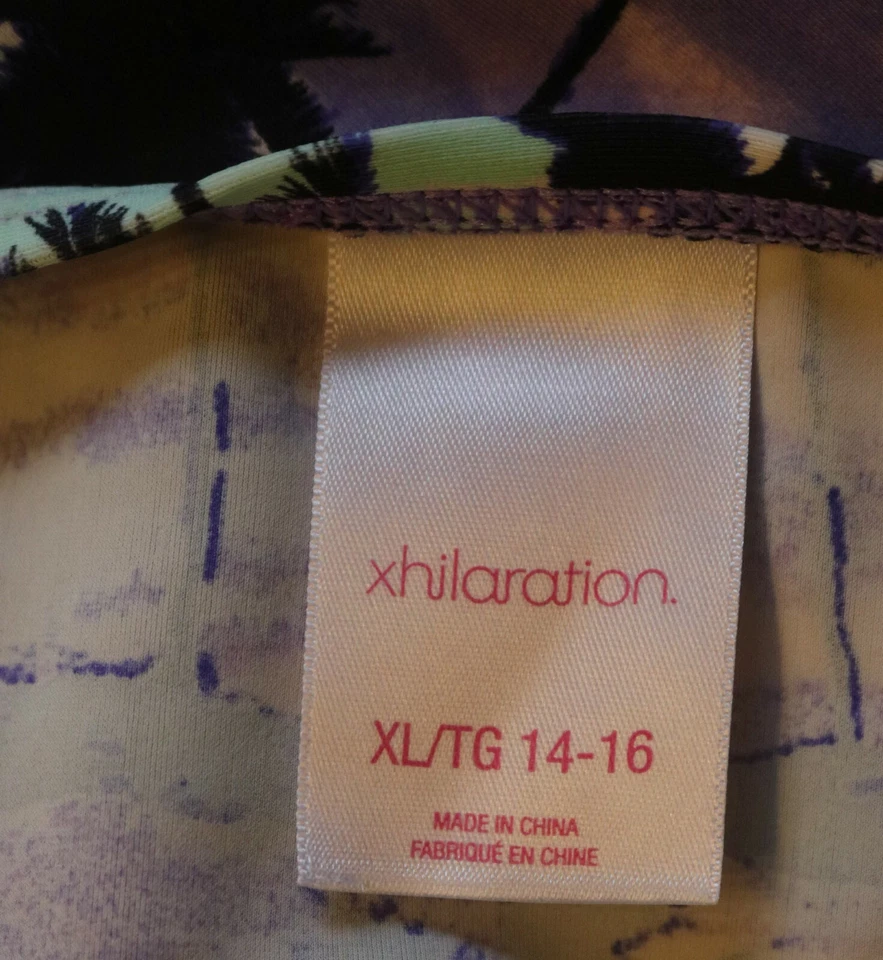 xhilaration.
XL/TG 14-16
MADE IN CHINA
FABRIQUÉ EN CHINE